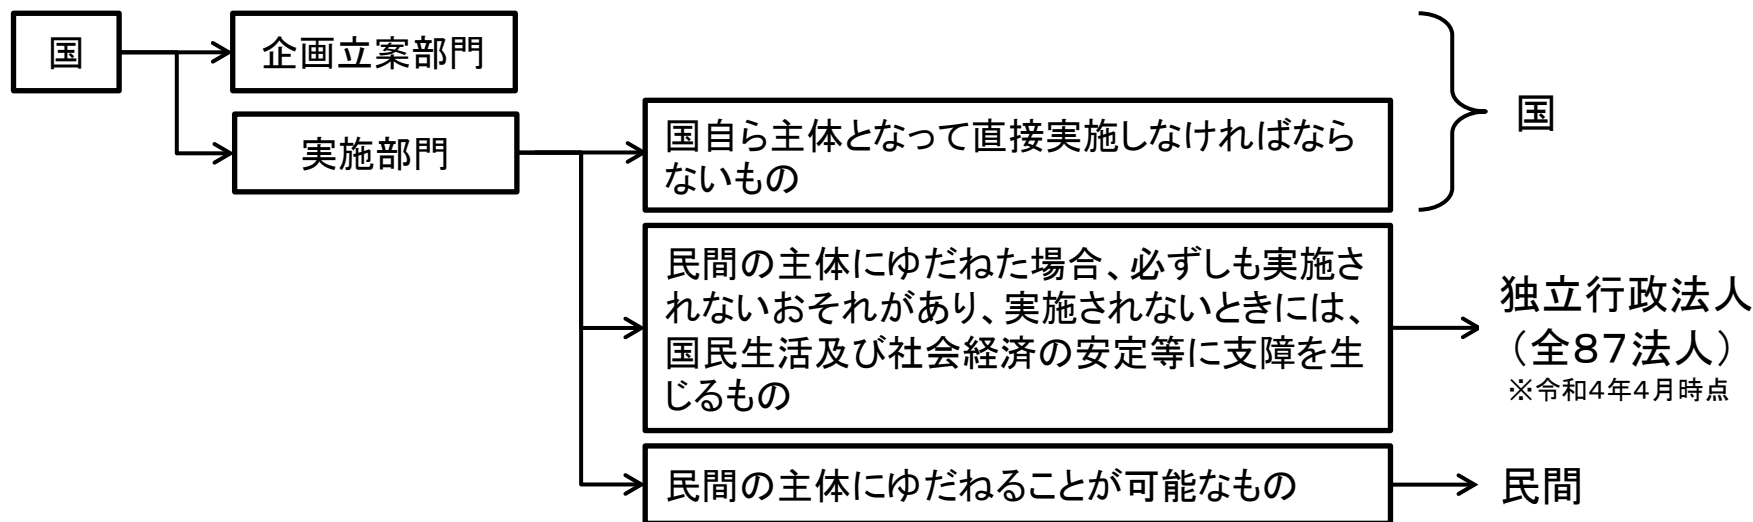 国
企画立案部門
実施部門
国自ら主体となって直接実施しなければなら
ないもの
国
民間の主体にゆだねた場合、必ずしも実施さ
れないおそれがあり、実施されないときには、
国民生活及び社会経済の安定等に支障を生
じるもの
独立行政法人
（全８７法人）
※令和４年４月時点
民間の主体にゆだねることが可能なもの
民間